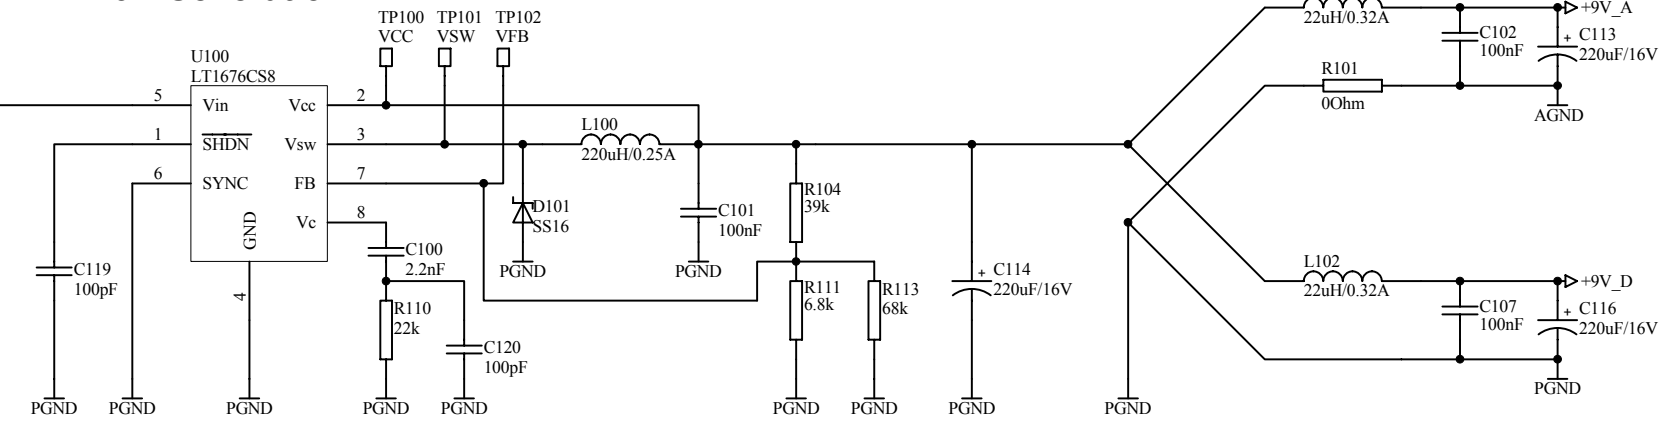 TP100 TP101 TP102
VCC VSW VFB
22uH/0.32A
+9V_A
C102
100nF
C113
+
220uF/16V
U100
LT1676CS8
R101
0Ohm
AGND
5 Vin Vcc 2
1 SHDN Vsw 3
6 SYNC FB 7
Vc 8
GND
4
L100
220uH/0.25A
D101
SS16
PGND
C101
100nF
PGND
R104
39k
C119
100pF
C100
2.2nF
R110
22k
C120
100pF
R111
6.8k
R113
68k
+
C114
220uF/16V
L102
22uH/0.32A
+9V_D
C107
100nF
+
C116
220uF/16V
PGND
PGND PGND PGND PGND PGND PGND PGND PGND PGND